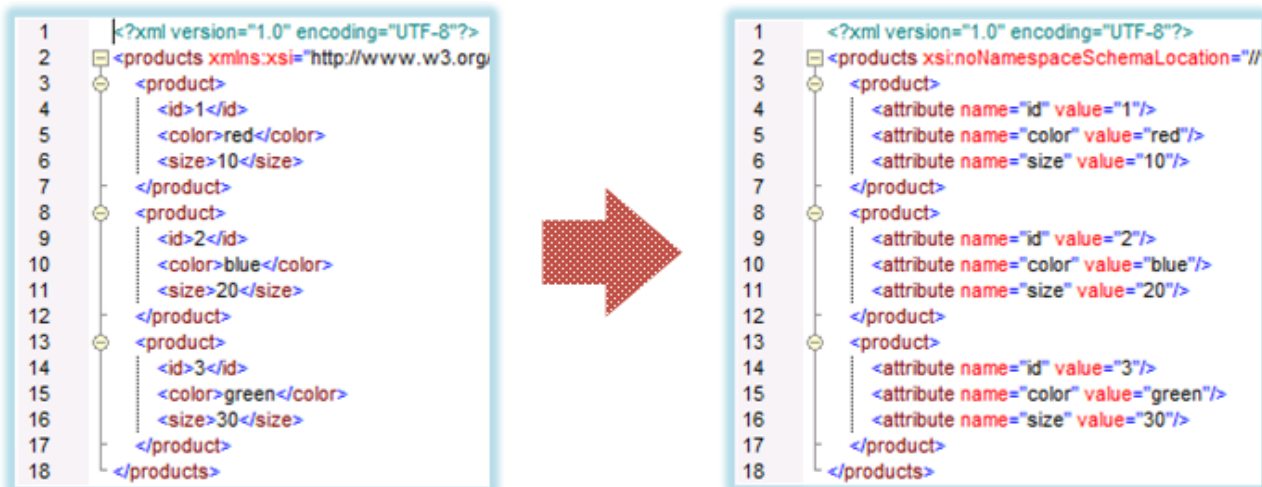 1 <?xml version="1.0" encoding="UTF-8"?>
2 <products xmlns:xsi="http://www.w3.org/
3 <product>
4 <id>1</id>
5 <color>red</color>
6 <size>10</size>
7 </product>
8 <product>
9 <id>2</id>
10 <color>blue</color>
11 <size>20</size>
12 </product>
13 <product>
14 <id>3</id>
15 <color>green</color>
16 <size>30</size>
17 </product>
18 </products>
1 <?xml version="1.0" encoding="UTF-8"?>
2 <products xsi:noNamespaceSchemaLocation="//
3 <product>
4 <attribute name="id" value="1"/>
5 <attribute name="color" value="red"/>
6 <attribute name="size" value="10"/>
7 </product>
8 <product>
9 <attribute name="id" value="2"/>
10 <attribute name="color" value="blue"/>
11 <attribute name="size" value="20"/>
12 </product>
13 <product>
14 <attribute name="id" value="3"/>
15 <attribute name="color" value="green"/>
16 <attribute name="size" value="30"/>
17 </product>
18 </products>